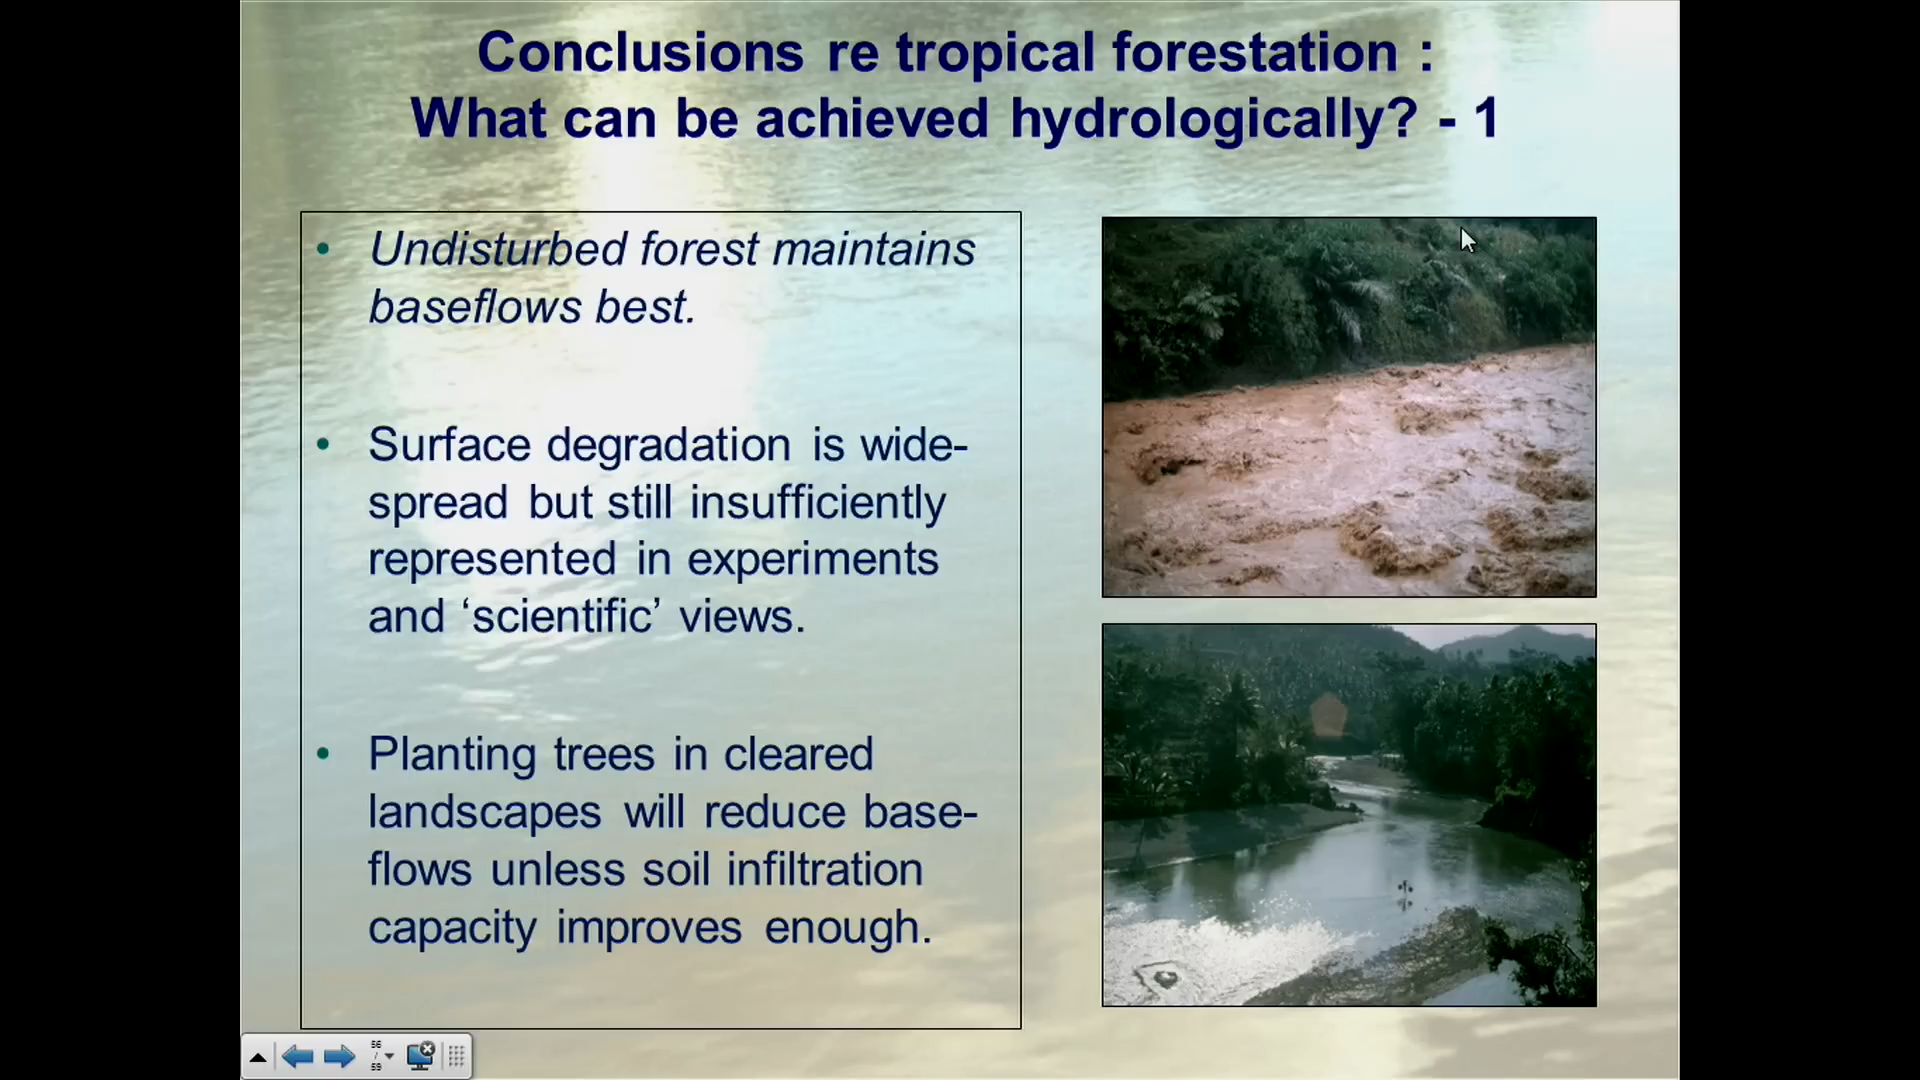 Conclusions re tropical forestation :
What can be achieved hydrologically? - 1
• Undisturbed forest maintains
baseflows best.
• Surface degradation is wide-
spread but still insufficiently
represented in experiments
and ‘scientific’ views.
• Planting trees in cleared
landscapes will reduce base-
flows unless soil infiltration
capacity improves enough.
56
/
59